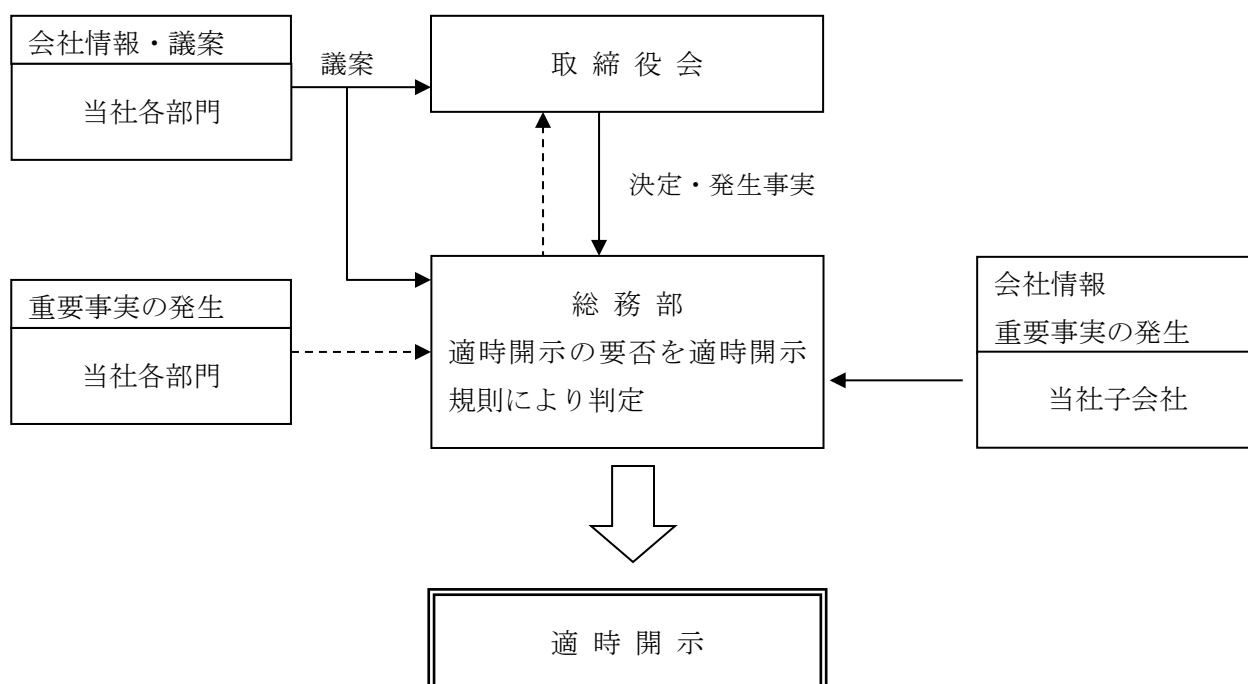 会社情報・議案
当社各部門
議案
取締役会
決定・発生事実
重要事実の発生
当社各部門
総務部
適時開示の要否を適時開示
規則により判定
会社情報
重要事実の発生
当社子会社
適時開示